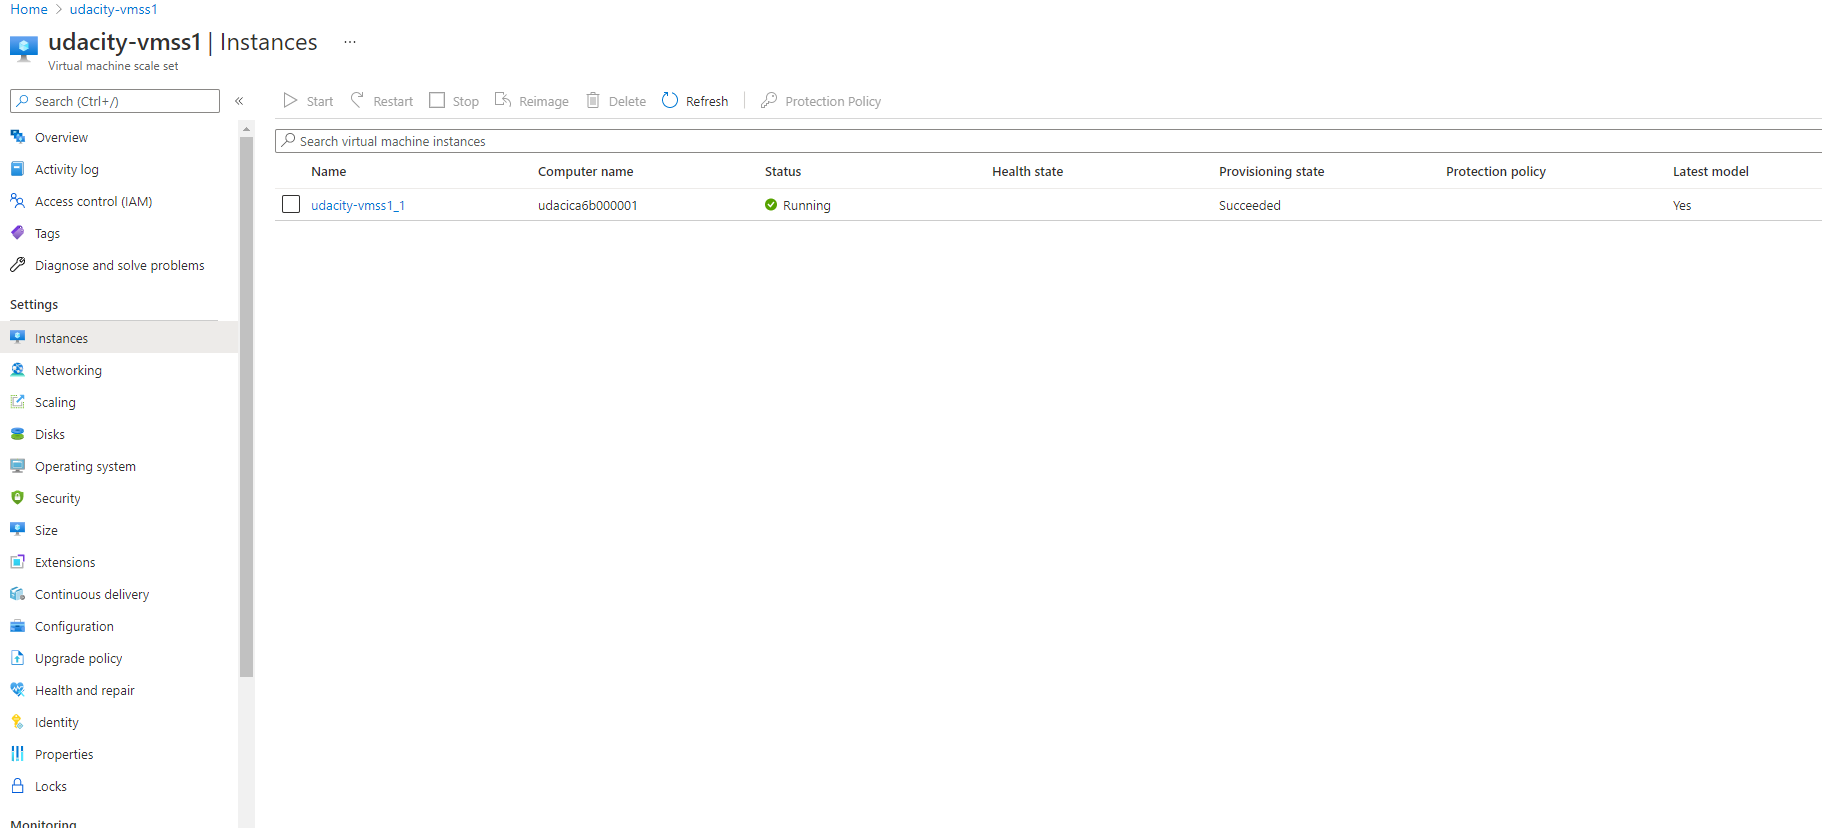 Home > udacity-vmss1
udacity-vmss1 | Instances ...
Virtual machine scale set
Search (Ctrl+/)
«
Overview
Activity log
Access control (IAM)
Tags
Diagnose and solve problems
Settings
Instances
Networking
Scaling
Disks
Operating system
Security
Size
Extensions
Continuous delivery
Configuration
Upgrade policy
Health and repair
Identity
Properties
Locks
Monitoring
Start Restart Stop Reimage Delete Refresh Protection Policy
Search virtual machine instances
Name Computer name Status Health state Provisioning state Protection policy Latest model
udacity-vmss1_1 udacica6b000001 Running Succeeded Yes